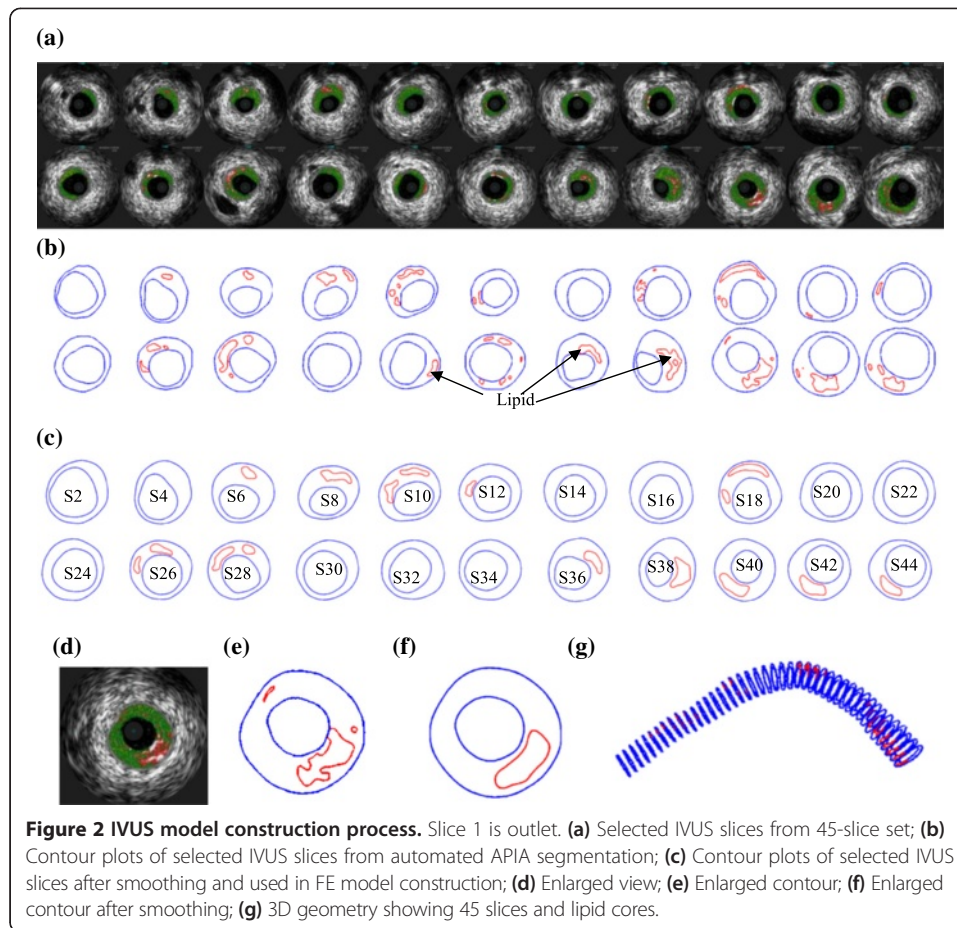 (a)
(b)
Lipid
(c)
S2 S4 S6 S8 S10 S12 S14 S16 S18 S20 S22
S24 S26 S28 S30 S32 S34 S36 S38 S40 S42 S44
(d) (e) (f) (g)
Figure 2 IVUS model construction process. Slice 1 is outlet. (a) Selected IVUS slices from 45-slice set; (b)
Contour plots of selected IVUS slices from automated APIA segmentation; (c) Contour plots of selected IVUS
slices after smoothing and used in FE model construction; (d) Enlarged view; (e) Enlarged contour; (f) Enlarged
contour after smoothing; (g) 3D geometry showing 45 slices and lipid cores.